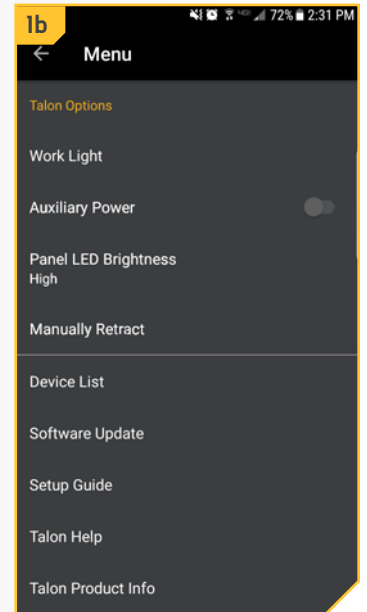 1b
72% 2:31 PM
Menu
Talon Options
Work Light
Auxiliary Power
Panel LED Brightness
High
Manually Retract
Device List
Software Update
Setup Guide
Talon Help
Talon Product Info